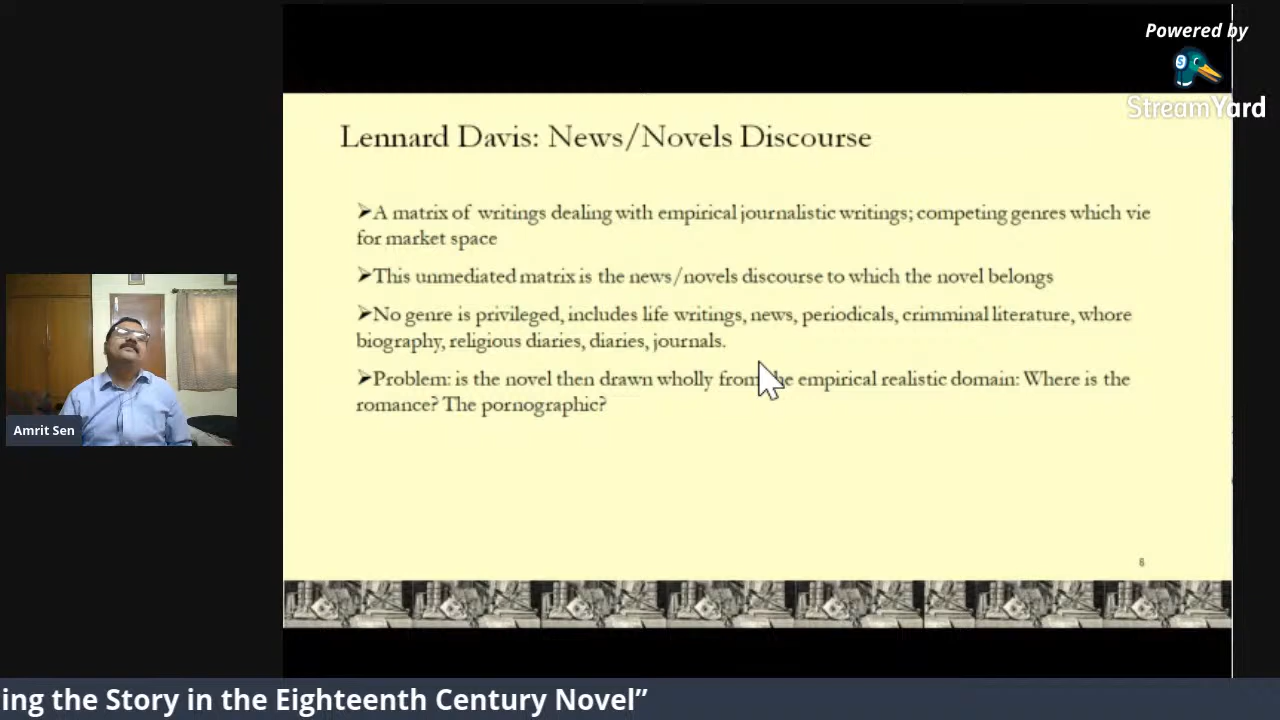 Powered by
StreamYard
Lennard Davis: News/Novels Discourse
➢A matrix of writings dealing with empirical journalistic writings; competing genres which vie
for market space
➢This unmediated matrix is the news/novels discourse to which the novel belongs
➢No genre is privileged, includes life writings, news, periodicals, crimminal literature, whore
biography, religious diaries, diaries, journals.
➢Problem: is the novel then drawn wholly from the empirical realistic domain: Where is the
romance? The pornographic?
Amrit Sen
ing the Story in the Eighteenth Century Novel”